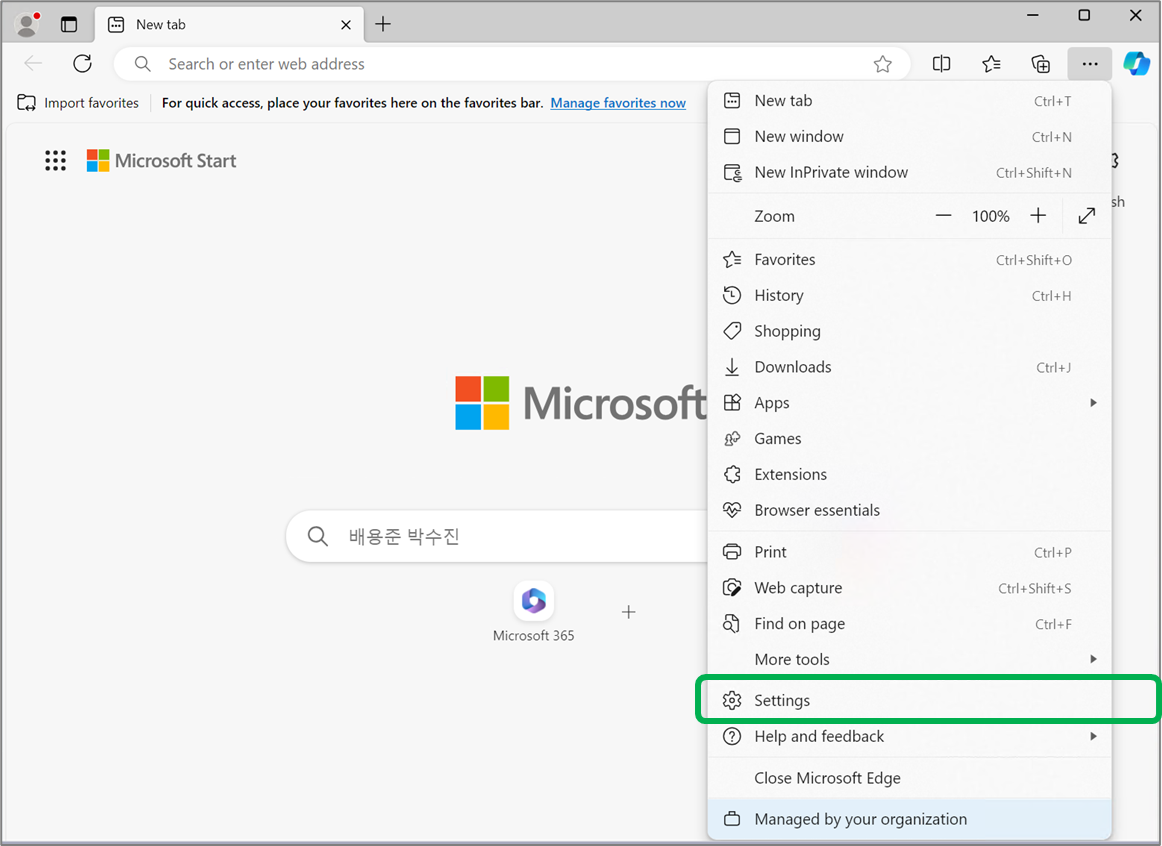 New tab
Search or enter web address
Import favorites For quick access, place your favorites here on the favorites bar. Manage favorites now
Microsoft Start
Microsoft
배용준 박수진
Microsoft 365
New tab Ctrl+T
New window Ctrl+N
New InPrivate window Ctrl+Shift+N
Zoom 100%
Favorites Ctrl+Shift+O
History Ctrl+H
Shopping
Downloads Ctrl+J
Apps
Games
Extensions
Browser essentials
Print Ctrl+P
Web capture Ctrl+Shift+S
Find on page Ctrl+F
More tools
Settings
Help and feedback
Close Microsoft Edge
Managed by your organization